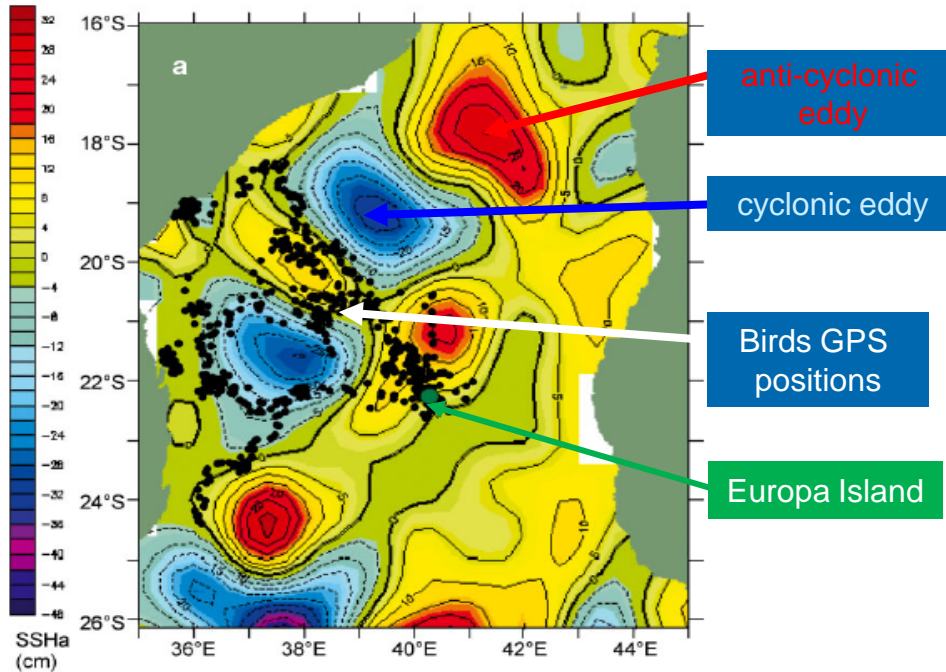 32
28
24
20
16
12
8
4
0
-4
-8
-12
-16
-20
-24
-28
-32
-36
-40
-44
-48
SSHa
(cm)
16°S
18°S
20°S
22°S
24°S
26°S
36°E
38°E
40°E
42°E
44°E
a
anti-cyclonic
eddy
cyclonic eddy
Birds GPS
positions
Europa Island